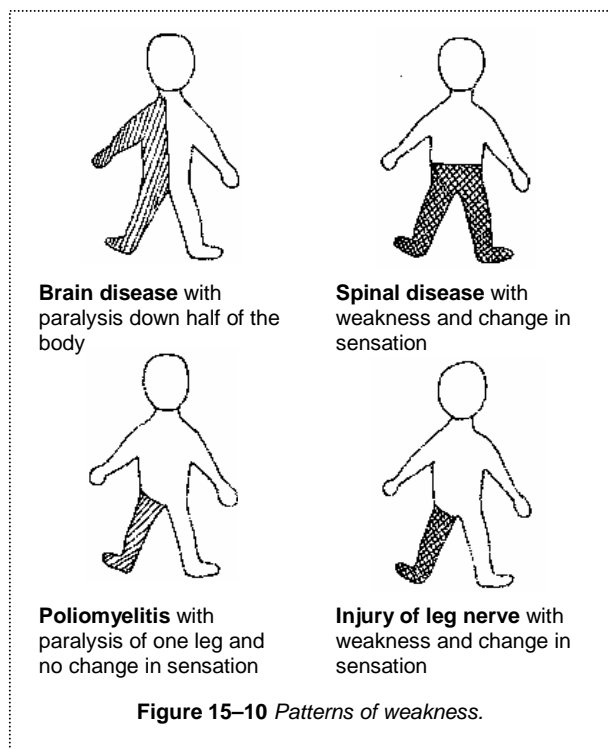 Brain disease with
paralysis down half of the
body
Spinal disease with
weakness and change in
sensation
Poliomyelitis with
paralysis of one leg and
no change in sensation
Injury of leg nerve with
weakness and change in
sensation
Figure 15–10 Patterns of weakness.